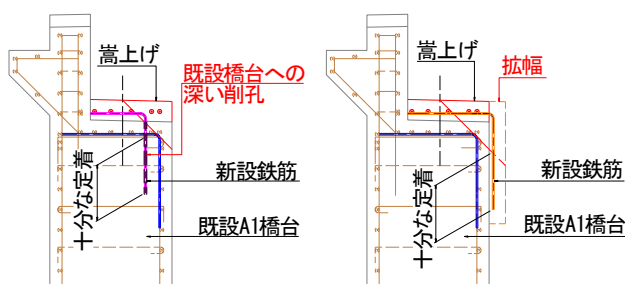 嵩上げ
既設橋台への
深い削孔
十分な定着
新設鉄筋
既設A1橋台
嵩上げ
拡幅
十分な定着
新設鉄筋
既設A1橋台